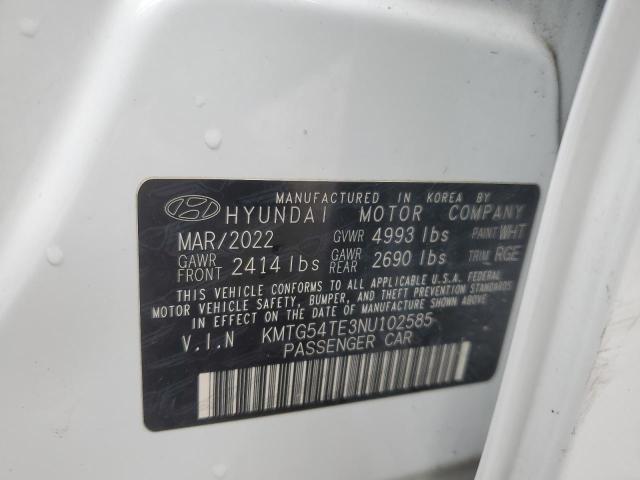 MANUFACTURED IN KOREA BY
HYUNDAI MOTOR COMPANY
MAR/2022 GVWR 4993 lbs PAINT WHT
GAWR FRONT 2414 lbs GAWR REAR 2690 lbs TRIM RGE
THIS VEHICLE CONFORMS TO ALL APPLICABLE U.S.A. FEDERAL
MOTOR VEHICLE SAFETY, BUMPER, AND THEFT PREVENTION STANDARDS
IN EFFECT ON THE DATE OF MANUFACTURE SHOWN ABOVE.
V.I.N KMTG54TE3NU102585
PASSENGER CAR